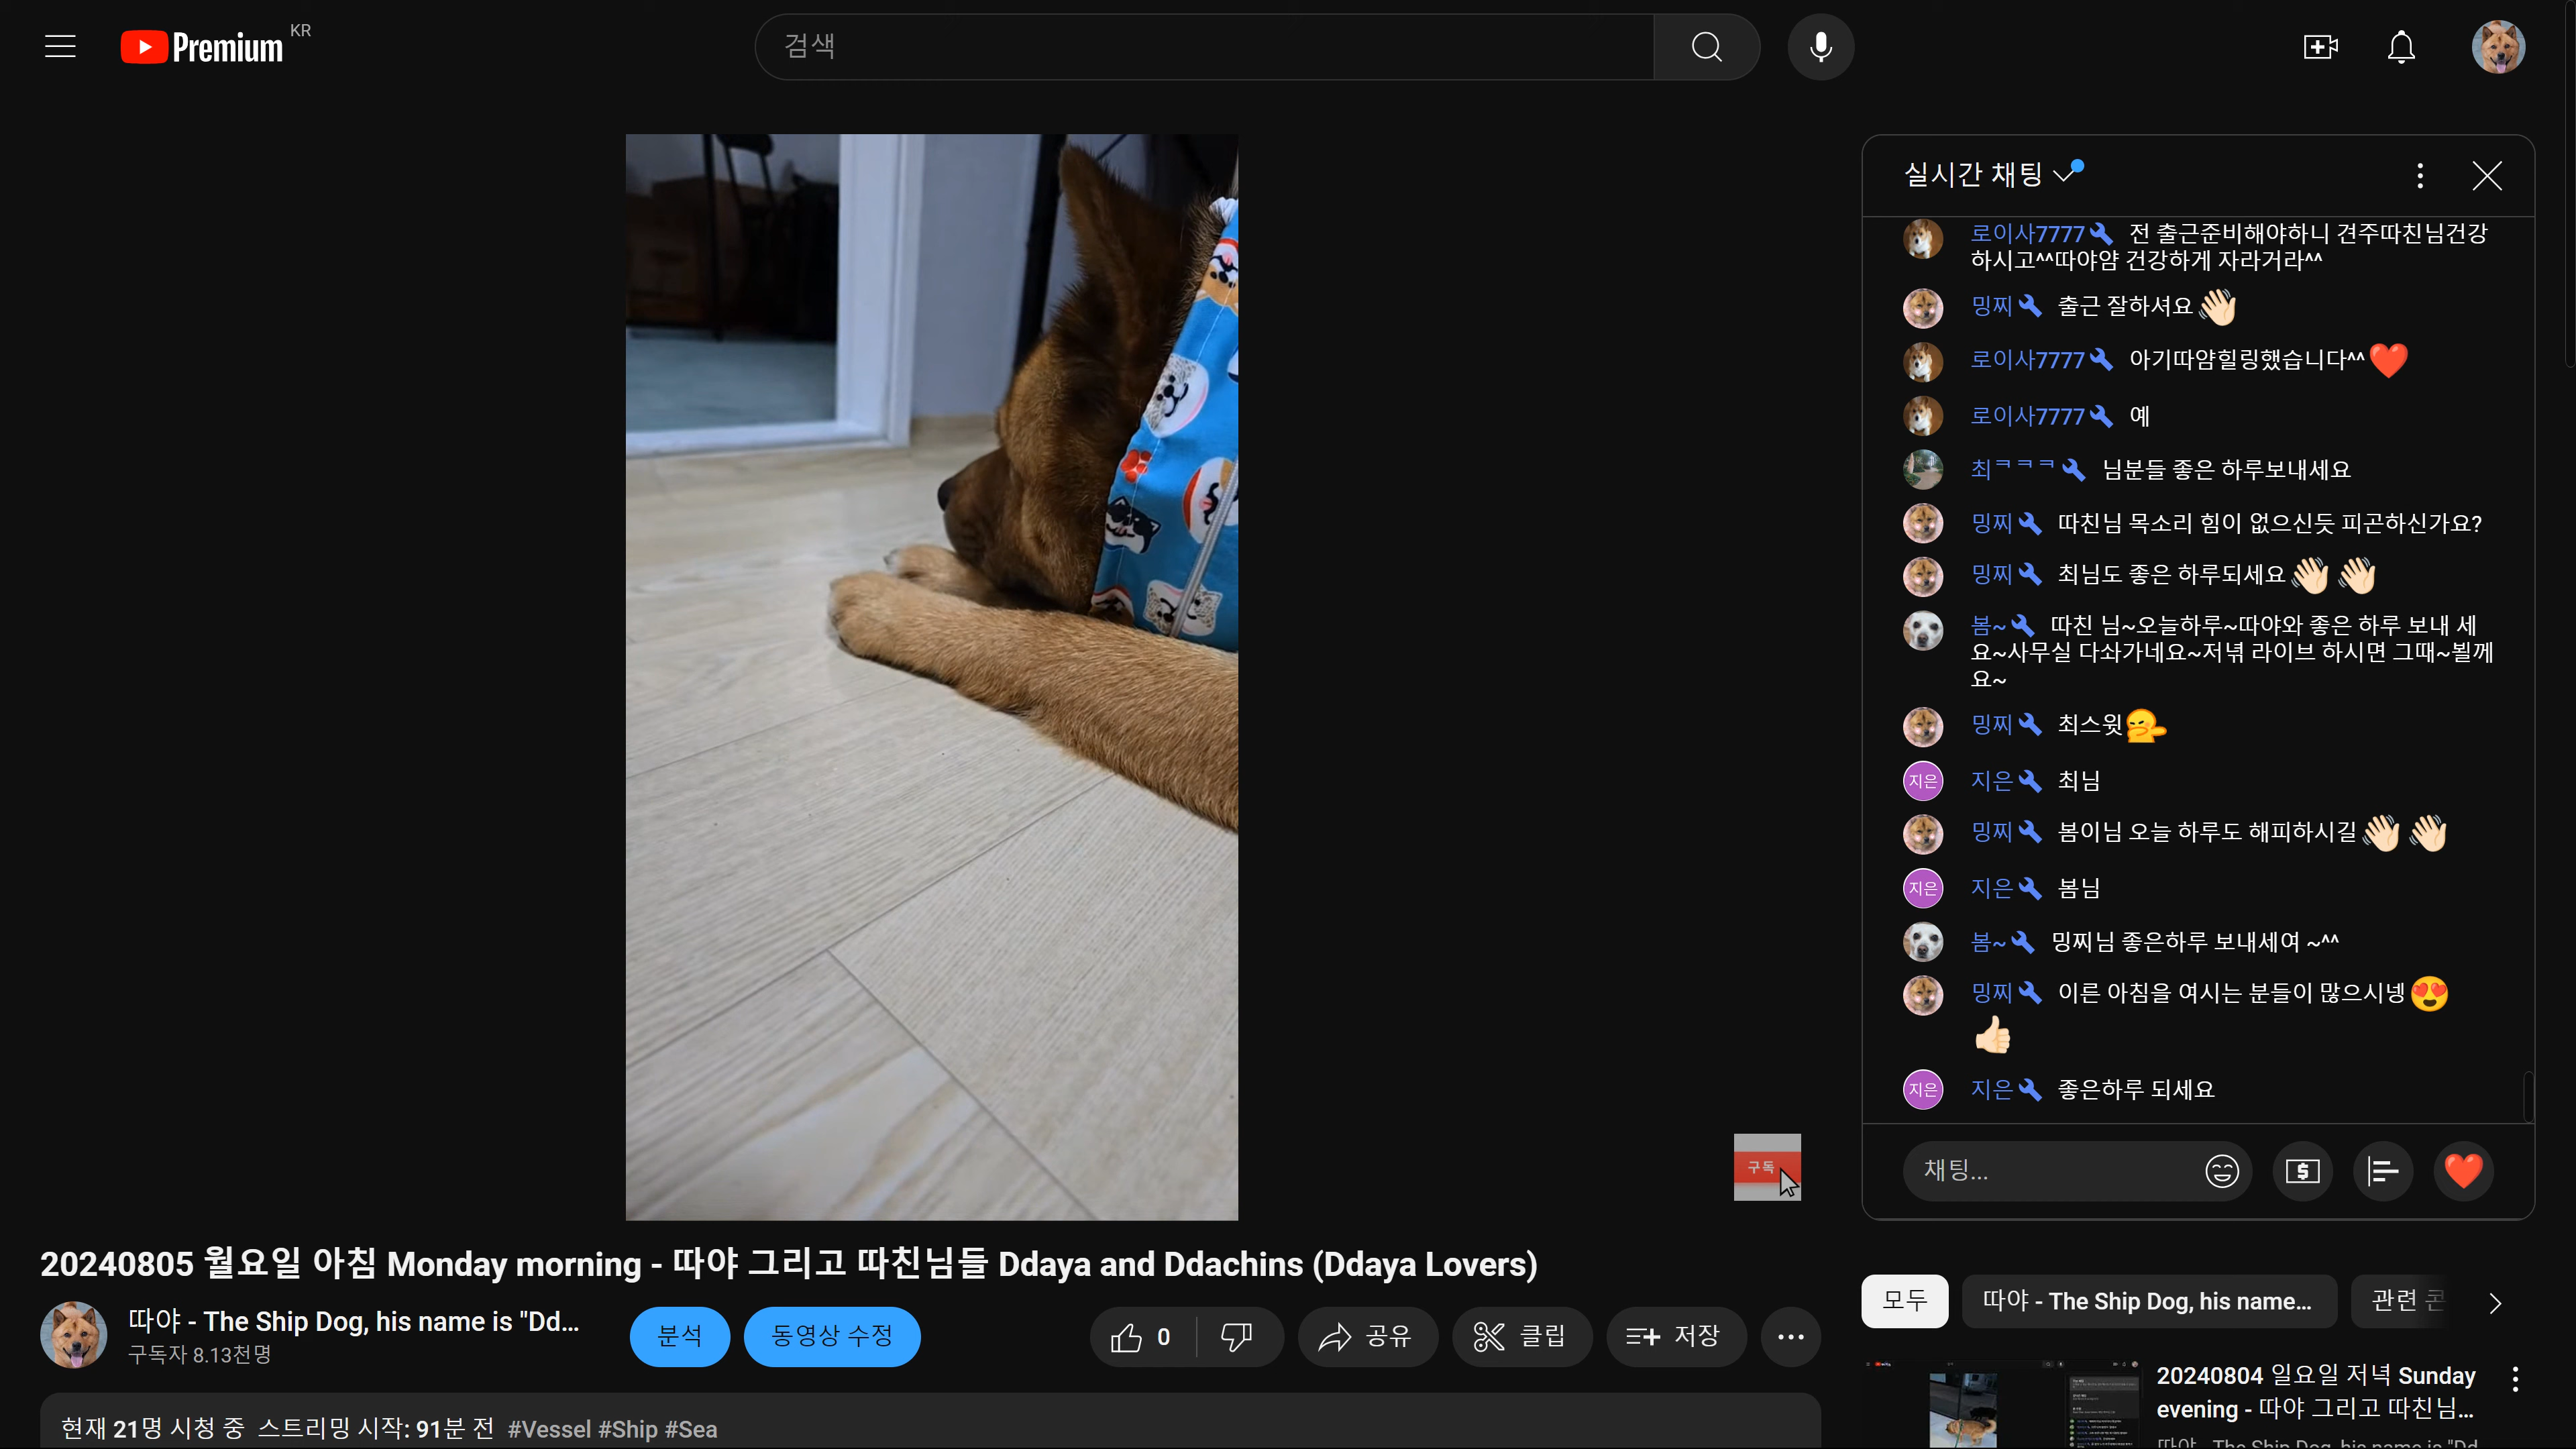 Premium KR
검색
실시간 채팅
로이사7777 전 출근준비해야하니 견주따친님건강
하시고^^따야얌 건강하게 자라거라^^
밍찌 출근 잘하셔요👋🏻
로이사7777 아기따얌힐링했습니다^^❤️
로이사7777 예
최ᄏᄏᄏ 님분들 좋은 하루보내세요
밍찌 따친님 목소리 힘이 없으신듯 피곤하신가요?
밍찌 최님도 좋은 하루되세요👋🏻👋🏻
봄~ 따친 님~오늘하루~따야와 좋은 하루 보내 세
요~사무실 다솨가네요~저녂 라이브 하시면 그때~뵐께
요~
밍찌 최스윗
지은 지은 최님
밍찌 봄이님 오늘 하루도 해피하시길👋🏻👋🏻
지은 지은 봄님
봄~ 밍찌님 좋은하루 보내세여 ~^^
밍찌 이른 아침을 여시는 분들이 많으시넹😍
👍🏻
지은 지은 좋은하루 되세요
구독
채팅...
20240805 월요일 아침 Monday morning - 따야 그리고 따친님들 Ddaya and Ddachins (Ddaya Lovers)
따야 - The Ship Dog, his name is "Dd...
구독자 8.13천명
분석
동영상 수정
0
공유
클립
저장
현재 21명 시청 중 스트리밍 시작: 91분 전 #Vessel #Ship #Sea
모두
따야 - The Ship Dog, his name...
관련
20240804 일요일 저녁 Sunday
evening - 따야 그리고 따친님...
따야 - The Ship Dog, his name is "Dd